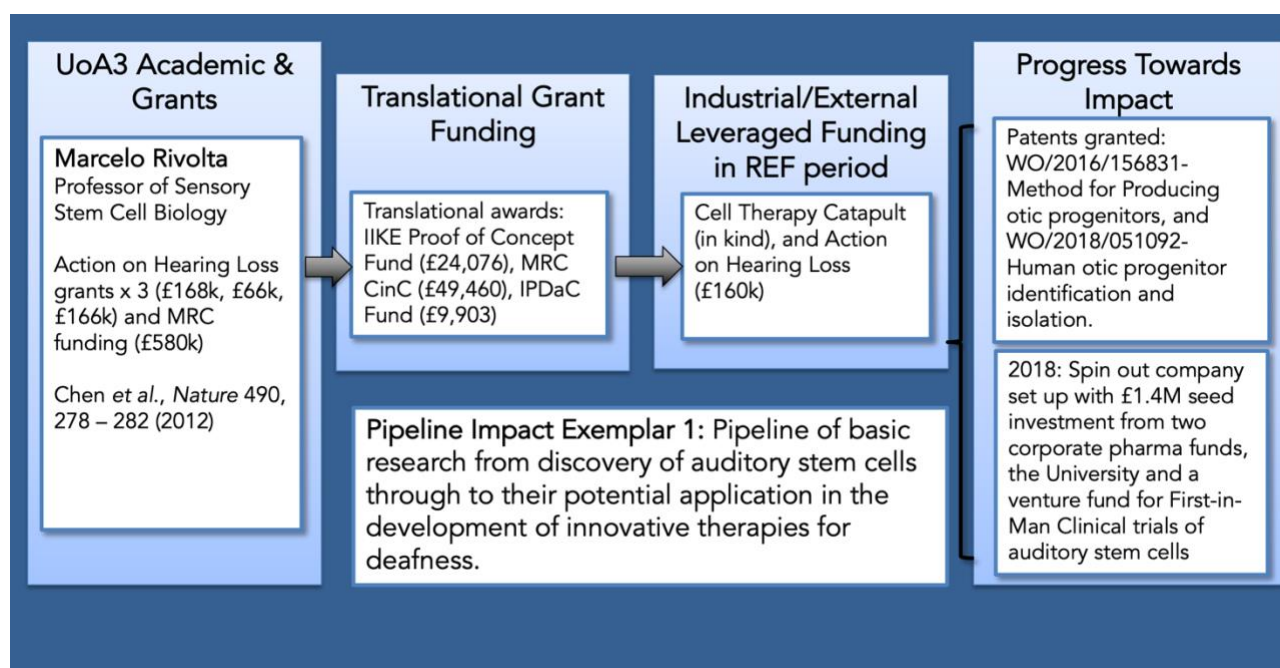 UoA3 Academic &
Grants
Marcelo Rivolta
Professor of Sensory
Stem Cell Biology
Action on Hearing Loss
grants x 3 (£168k, £66k,
£166k) and MRC
funding (£580k)
Chen et al., Nature 490,
278 – 282 (2012)
Translational Grant
Funding
Translational awards:
IIKE Proof of Concept
Fund (£24,076), MRC
CinC (£49,460), IPDaC
Fund (£9,903)
Industrial/External
Leveraged Funding
in REF period
Cell Therapy Catapult
(in kind), and Action
on Hearing Loss
(£160k)
Progress Towards
Impact
Patents granted:
WO/2016/156831-
Method for Producing
otic progenitors, and
WO/2018/051092-
Human otic progenitor
identification and
isolation.
2018: Spin out company
set up with £1.4M seed
investment from two
corporate pharma funds,
the University and a
venture fund for First-in-
Man Clinical trials of
auditory stem cells
Pipeline Impact Exemplar 1: Pipeline of basic
research from discovery of auditory stem cells
through to their potential application in the
development of innovative therapies for
deafness.